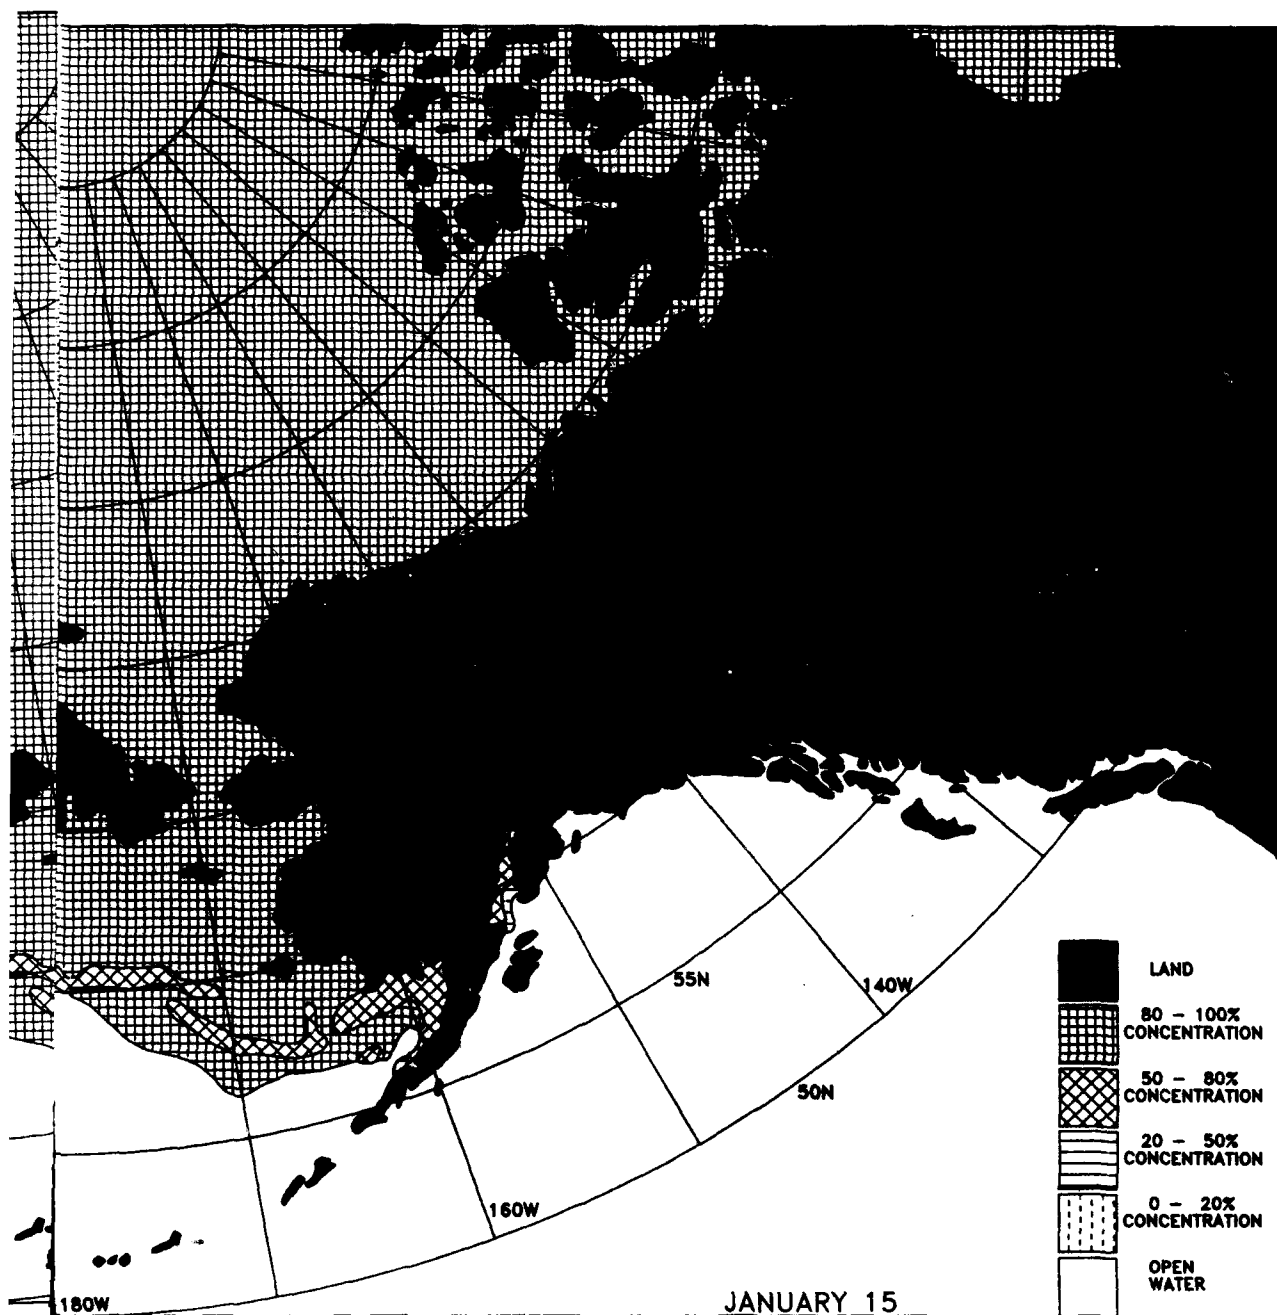 55N
140W
50N
160W
180W
JANUARY 15
LAND
80 - 100%
CONCENTRATION
50 - 80%
CONCENTRATION
20 - 50%
CONCENTRATION
0 - 20%
CONCENTRATION
OPEN
WATER